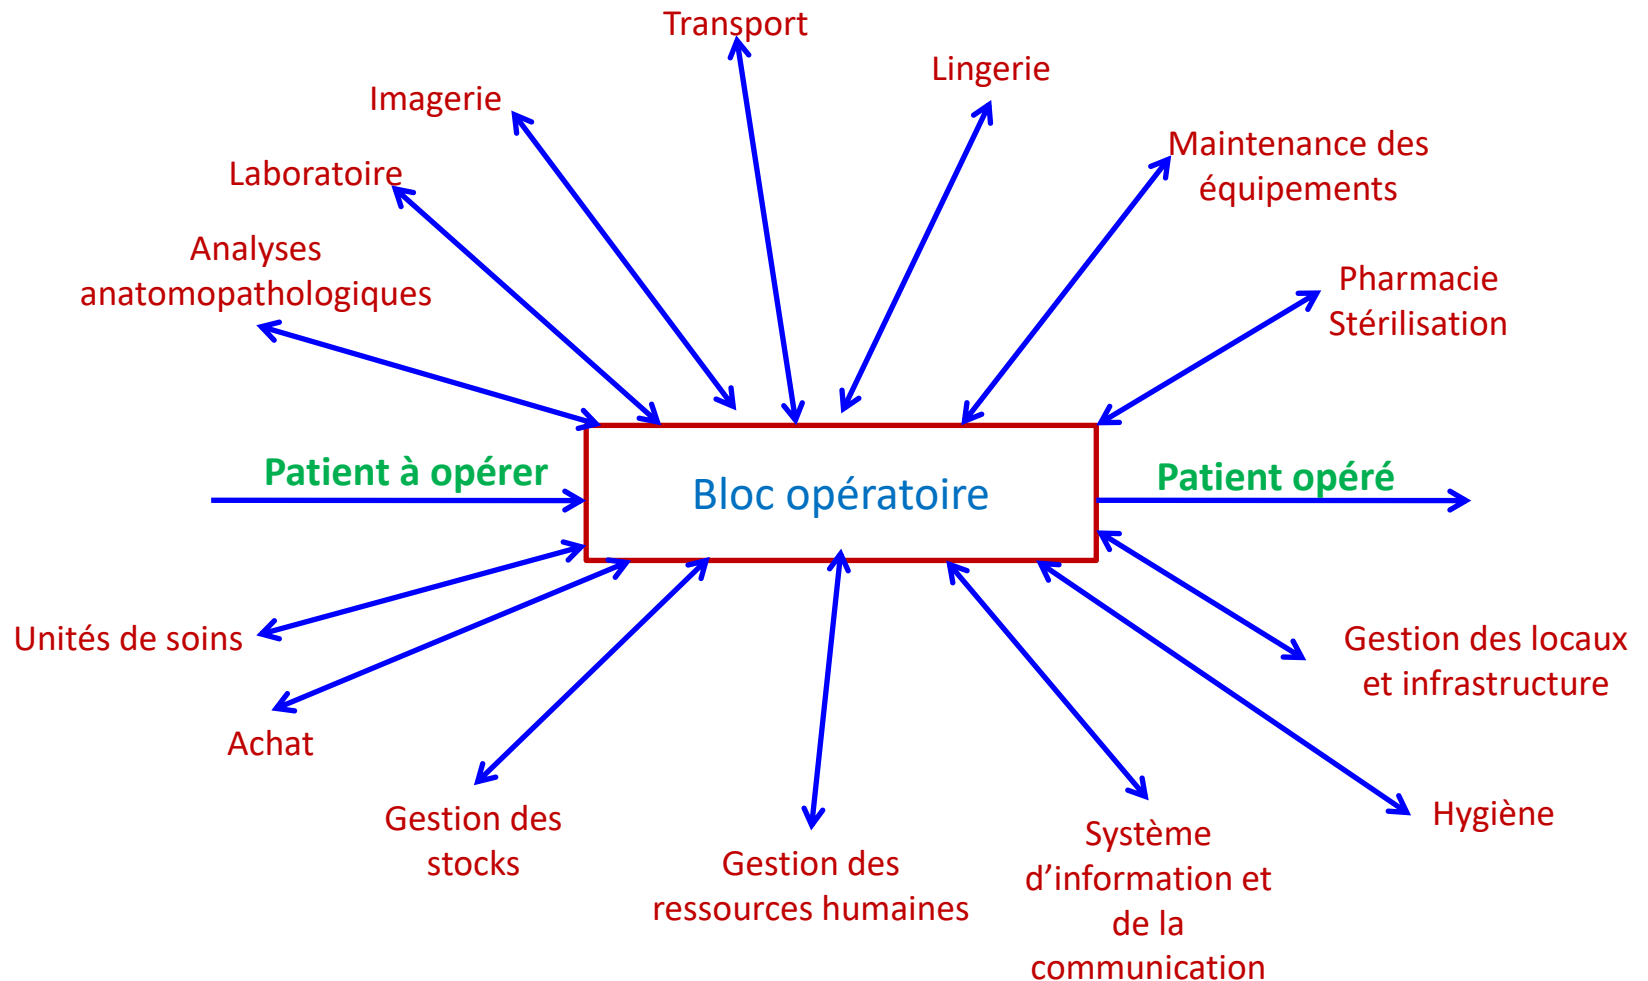 Transport
Lingerie
Imagerie
Maintenance des
équipements
Laboratoire
Analyses
anatomopathologiques
Pharmacie
Stérilisation
Patient à opérer
Bloc opératoire
Patient opéré
Unités de soins
Gestion des locaux
et infrastructure
Achat
Gestion des
stocks
Gestion des
ressources humaines
Système
d’information et
de la
communication
Hygiène